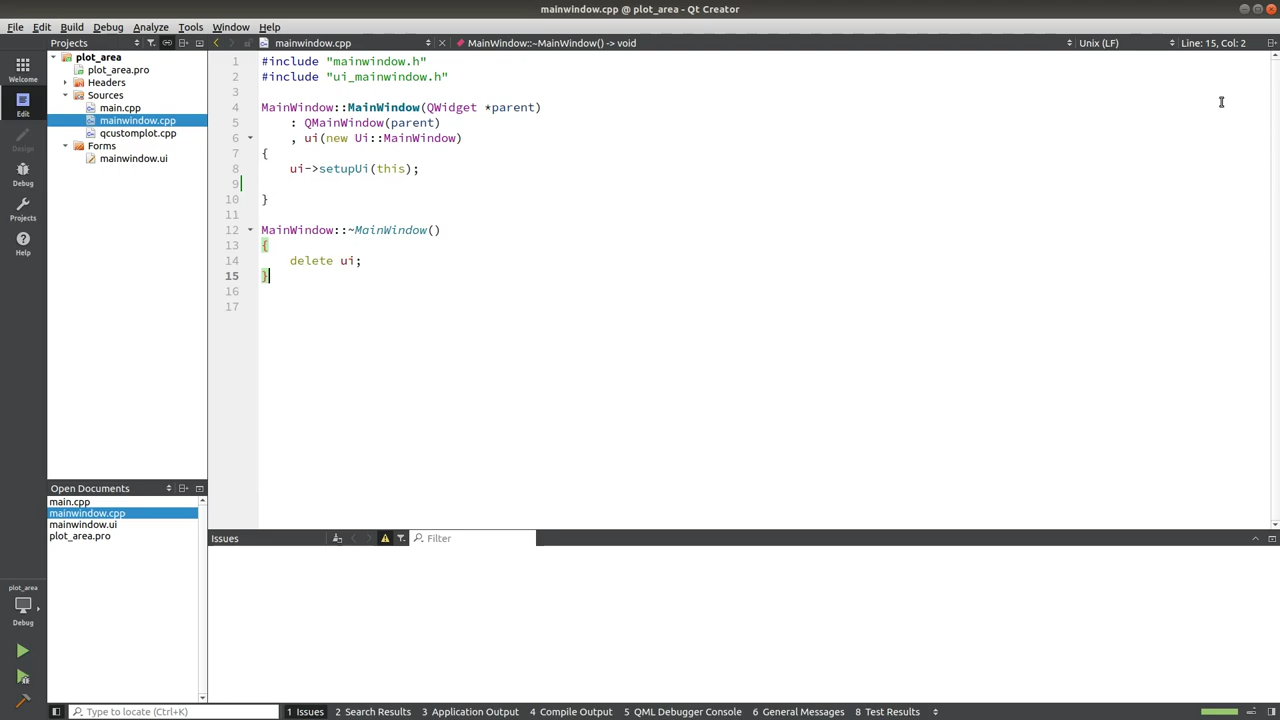 mainwindow.cpp @ plot_area - Qt Creator
File Edit Build Debug Analyze Tools Window Help
Projects
mainwindow.cpp
MainWindow::~MainWindow() -> void
Unix (LF)
Line: 15, Col: 2
Welcome
Edit
Design
Debug
Projects
Help
plot_area
plot_area.pro
Headers
Sources
main.cpp
mainwindow.cpp
qcustomplot.cpp
Forms
mainwindow.ui
1 #include "mainwindow.h"
2 #include "ui_mainwindow.h"
3
4 MainWindow::MainWindow(QWidget *parent)
5 : QMainWindow(parent)
6 , ui(new Ui::MainWindow)
7 {
8 ui->setupUi(this);
9
10 }
11
12 MainWindow::~MainWindow()
13 {
14 delete ui;
15 }
16
17
Open Documents
main.cpp
mainwindow.cpp
mainwindow.ui
plot_area.pro
Issues
Filter
plot_area
Debug
Type to locate (Ctrl+K)
1 Issues 2 Search Results 3 Application Output 4 Compile Output 5 QML Debugger Console 6 General Messages 8 Test Results